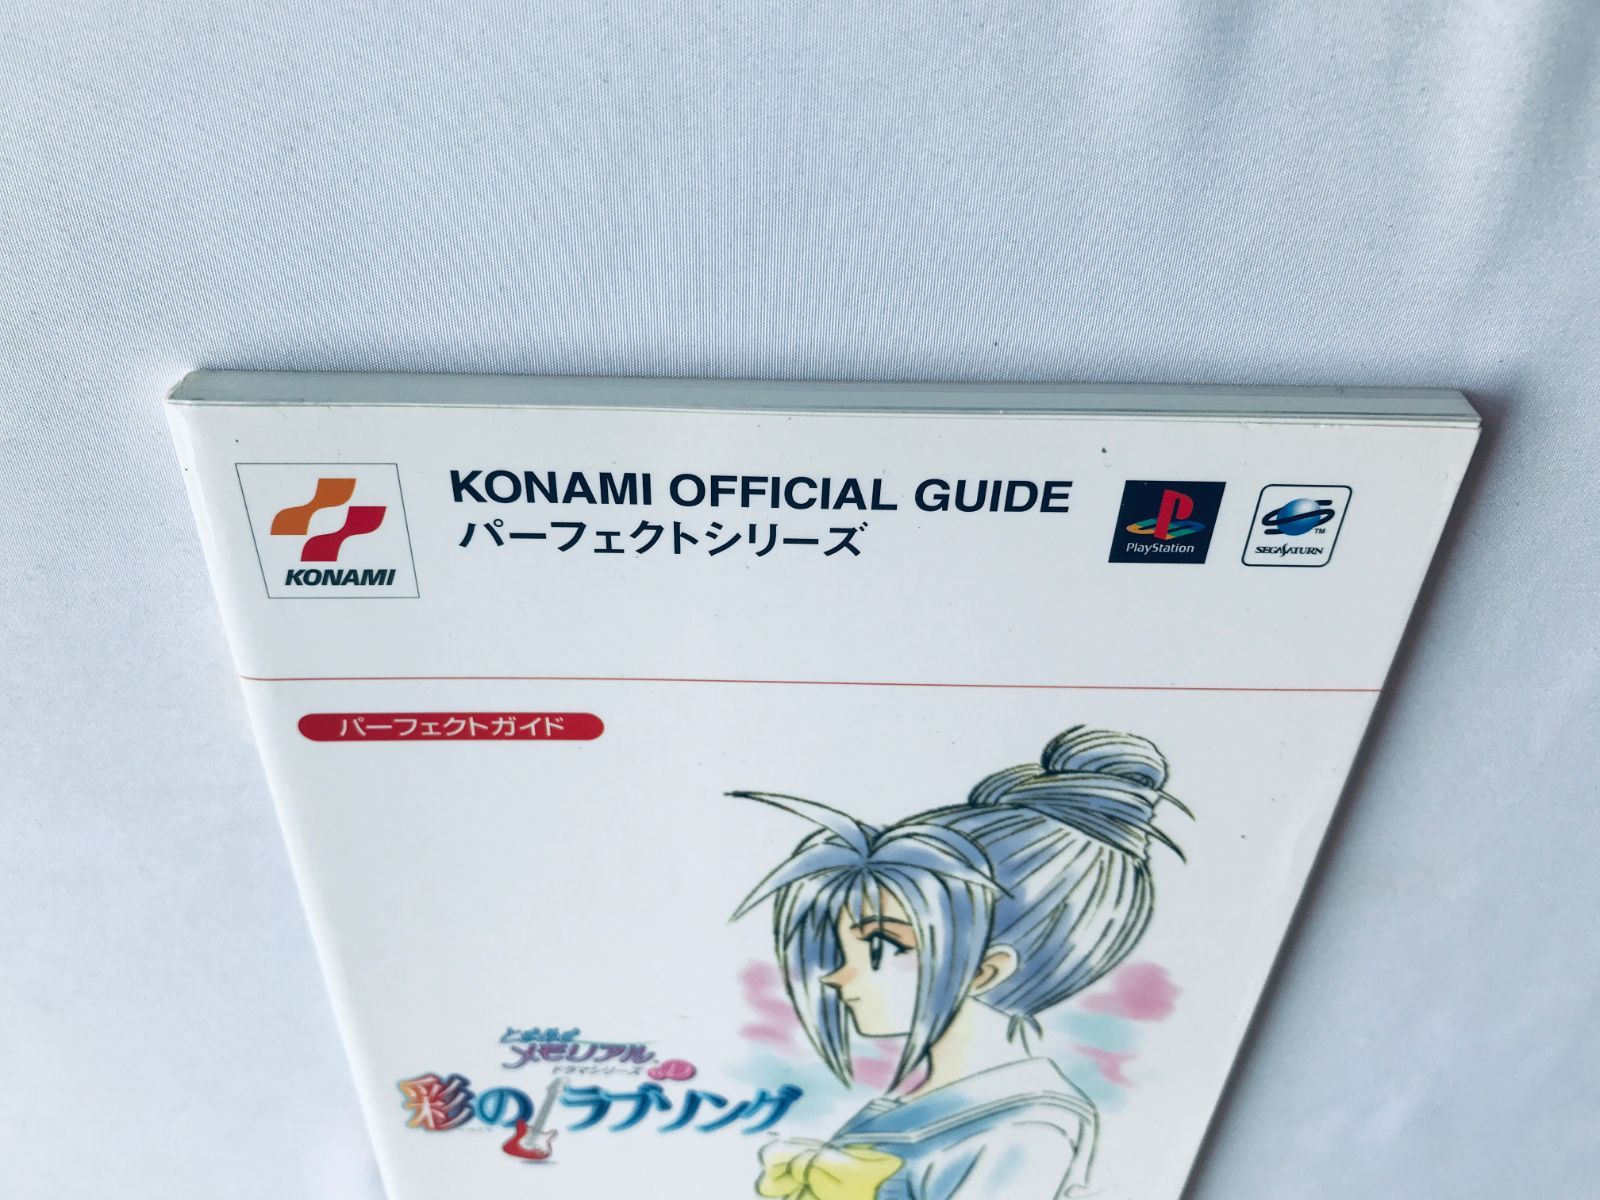 KONAMI
KONAMI OFFICIAL GUIDE
パーフェクトシリーズ
PlayStation
SEGA SATURN
TM
パーフェクトガイド
ときめき
メモリアル
ドラマシリーズ
彩のラブソング